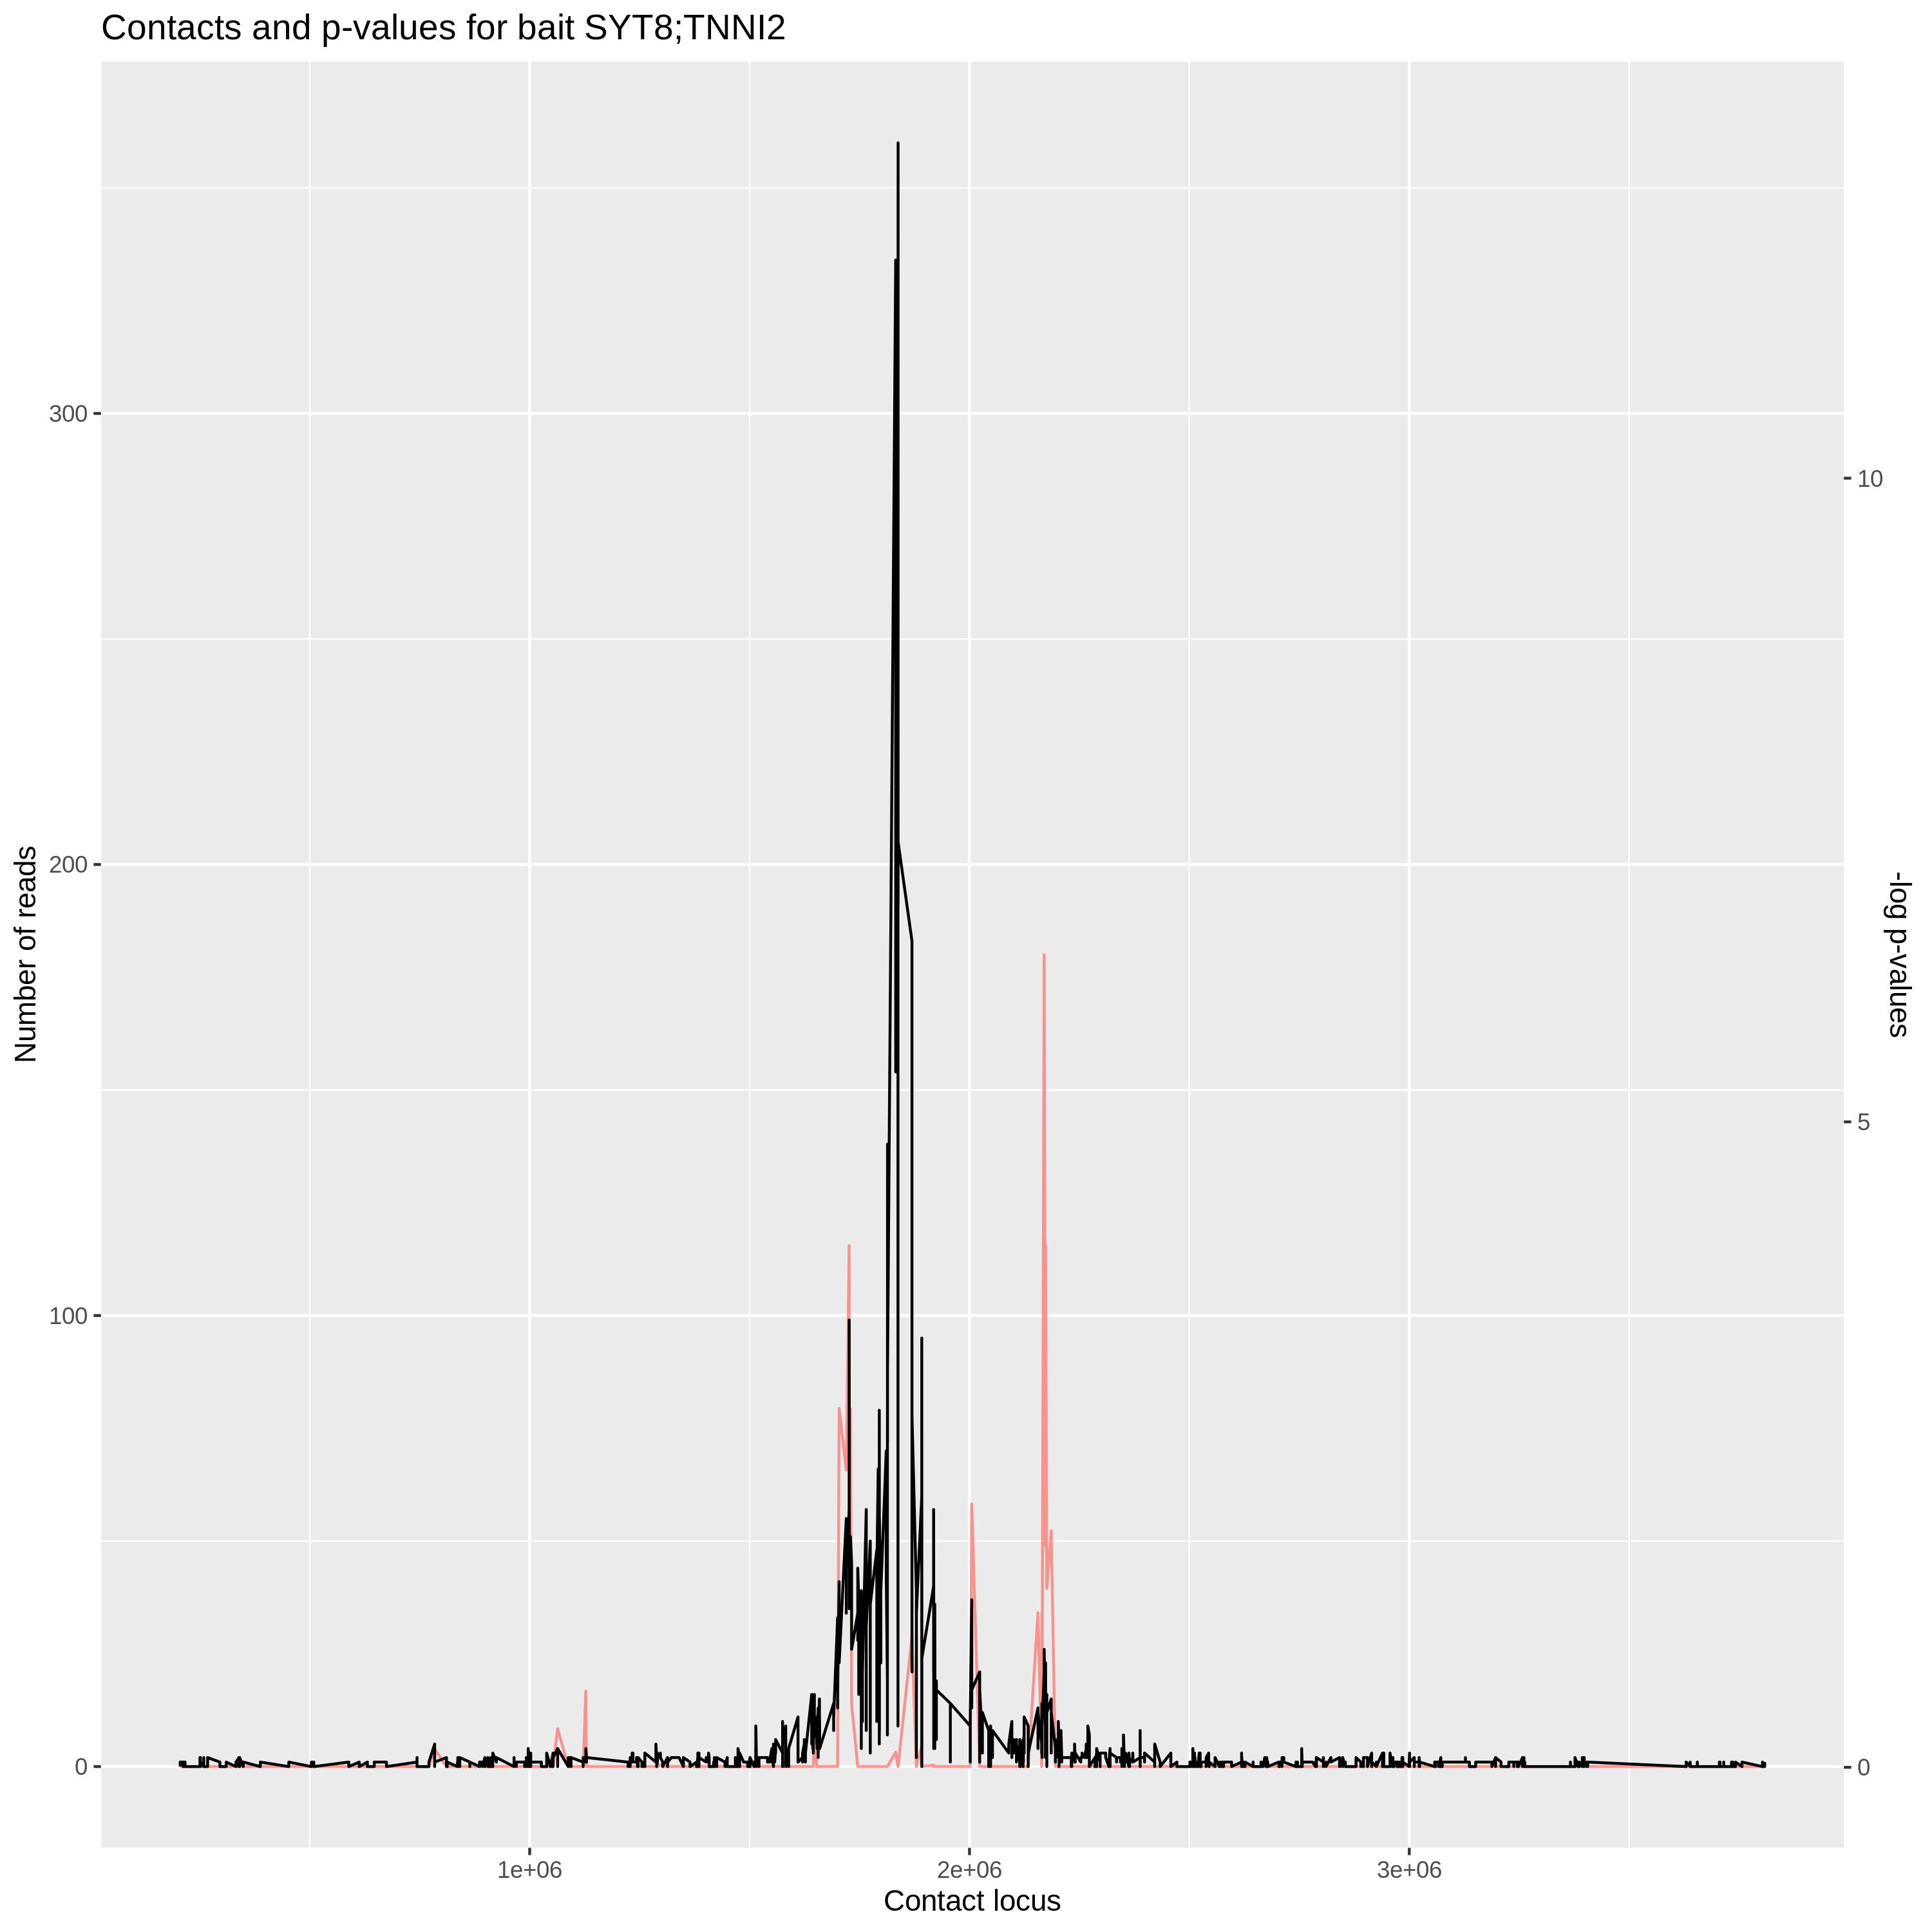 Contacts and p-values for bait SYT8;TNNI2
Number of reads
300
200
100
0
10
5
0
-log p-values
1e+06
2e+06
3e+06
Contact locus